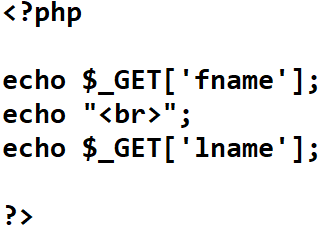 <?php
echo $_GET['fname'];
echo "<br>";
echo $_GET['lname'];
?>